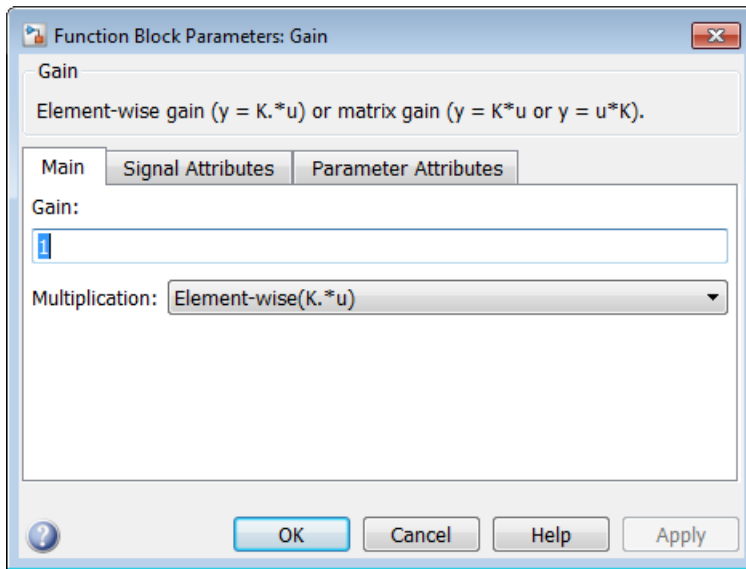 Function Block Parameters: Gain
Gain
Element-wise gain (y = K.*u) or matrix gain (y = K*u or y = u*K).
Main Signal Attributes Parameter Attributes
Gain:
1
Multiplication: Element-wise(K.*u)
OK Cancel Help Apply